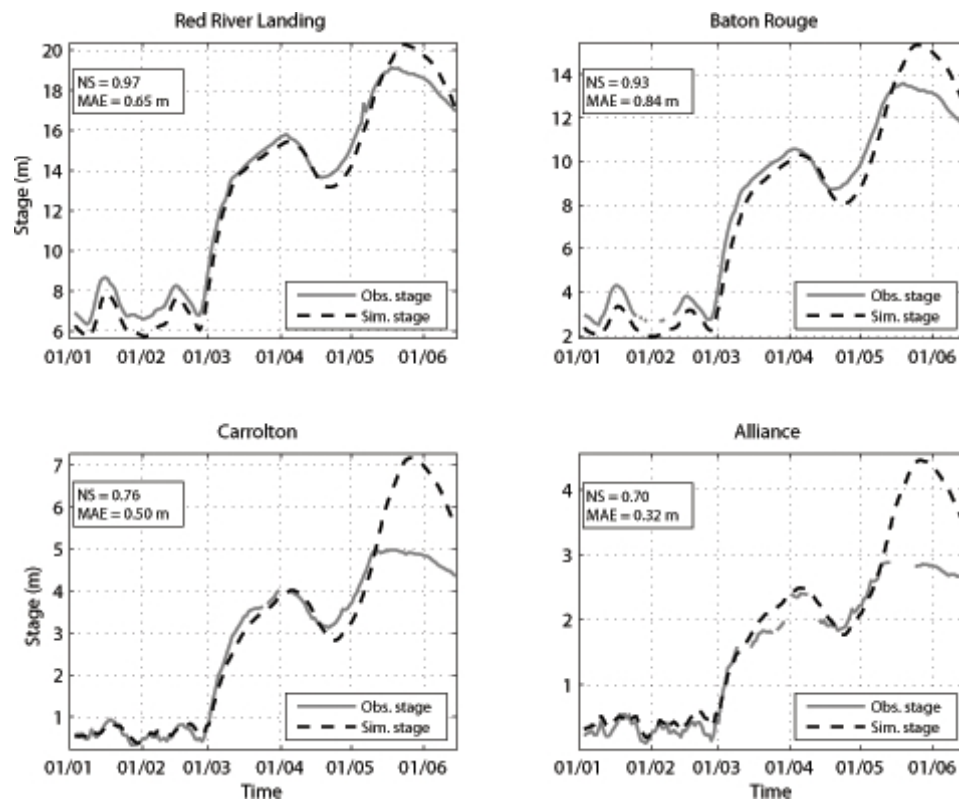 Red River Landing
NS = 0.97
MAE = 0.65 m
Stage (m)
20
18
16
14
12
10
8
6
Obs. stage
Sim. stage
01/01 01/02 01/03 01/04 01/05 01/06
Baton Rouge
NS = 0.93
MAE = 0.84 m
14
12
10
8
6
4
2
Obs. stage
Sim. stage
01/01 01/02 01/03 01/04 01/05 01/06
Carrolton
NS = 0.76
MAE = 0.50 m
Stage (m)
7
6
5
4
3
2
1
Obs. stage
Sim. stage
01/01 01/02 01/03 01/04 01/05 01/06
Time
Alliance
NS = 0.70
MAE = 0.32 m
4
3
2
1
Obs. stage
Sim. stage
01/01 01/02 01/03 01/04 01/05 01/06
Time